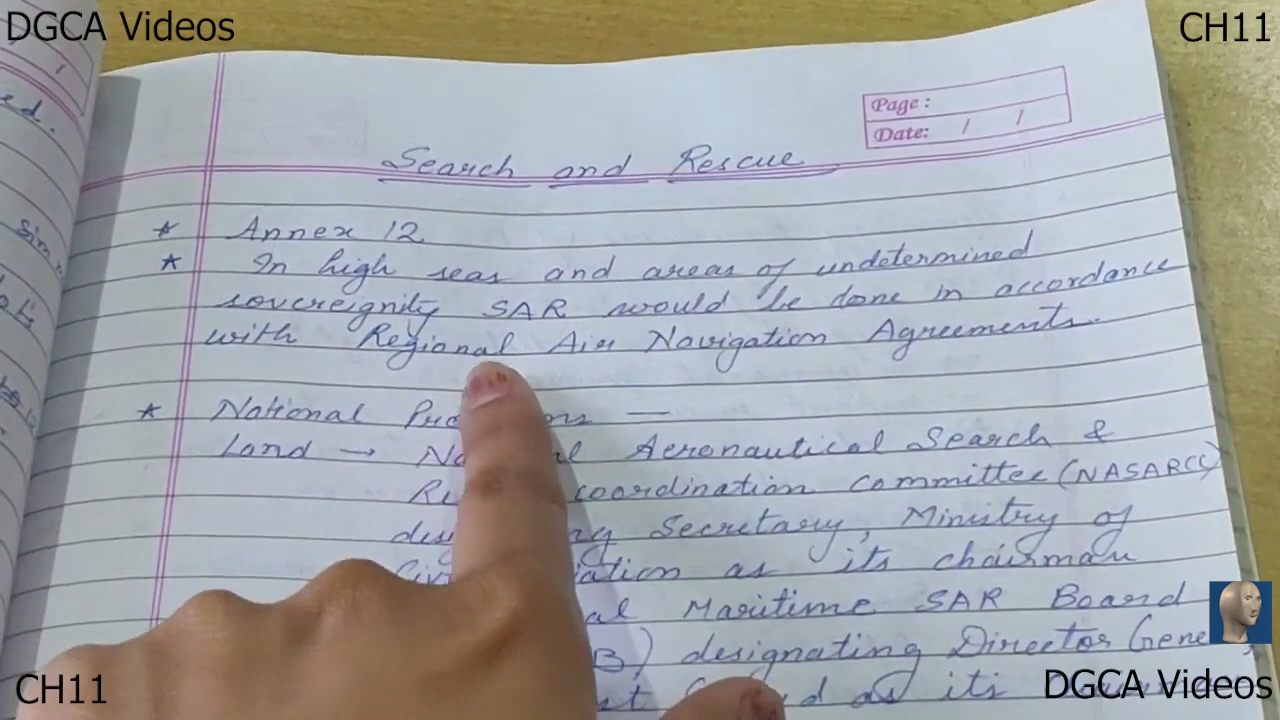 DGCA Videos
CH11
ed.
Page :
Date: / /
Search and Rescue
* Annex 12
* In high seas and areas of undetermined
sovereignity SAR would be done in accordance
with Regional Air Navigation Agreements.
* National —
Land → Aeronautical Search &
coordination committee (NASARCC)
Secretary, Ministry of
as its chairman
Maritime SAR Board
B) designating Director Gene
as its
CH11
DGCA Videos